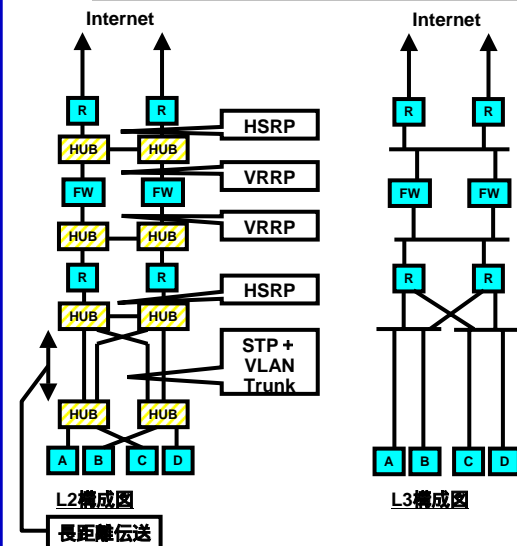 Internet
Internet
R
R
R
R
HUB
HUB
HSRP
FW
FW
VRRP
FW
FW
HUB
HUB
VRRP
R
R
R
R
HSRP
HUB
HUB
STP +
VLAN
Trunk
HUB
HUB
A
B
C
D
A
B
C
D
L2構成図
L3構成図
長距離伝送